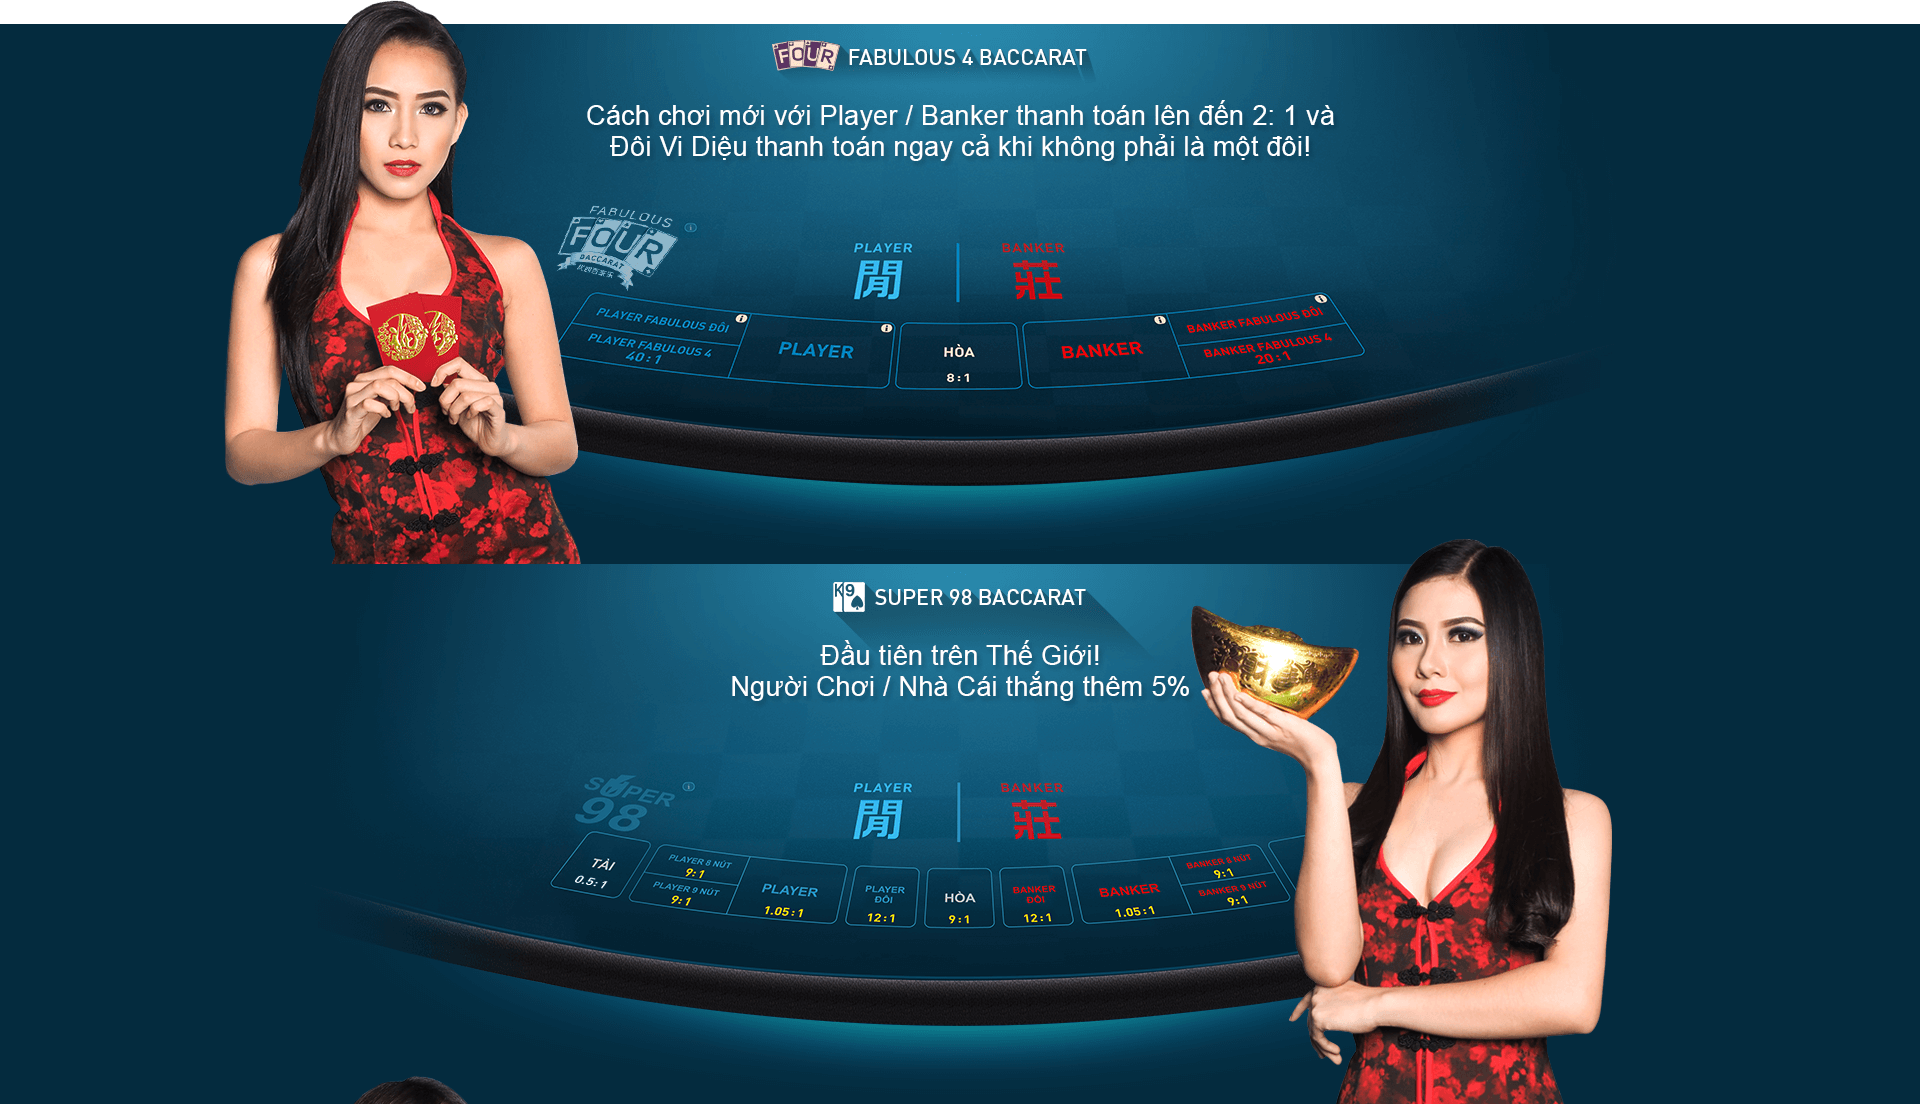 FOUR FABULOUS 4 BACCARAT
Cách chơi mới với Player / Banker thanh toán lên đến 2: 1 và
Đôi Vi Diệu thanh toán ngay cả khi không phải là một đôi!
FABULOUS
FOUR
BACCARAT
PLAYER
閒
BANKER
莊
PLAYER FABULOUS ĐÔI
PLAYER FABULOUS 4
40:1
PLAYER
HÒA
8:1
BANKER
BANKER FABULOUS ĐÔI
BANKER FABULOUS 4
20:1
K9 SUPER 98 BACCARAT
Đầu tiên trên Thế Giới!
Người Chơi / Nhà Cái thắng thêm 5%
SUPER
98
PLAYER
閒
BANKER
莊
TÀI
0.5:1
PLAYER 8 NÚT
9:1
PLAYER 9 NÚT
9:1
PLAYER
1.05:1
PLAYER
ĐÔI
12:1
HÒA
9:1
BANKER
ĐÔI
12:1
BANKER
1.05:1
BANKER 8 NÚT
9:1
BANKER 9 NÚT
9:1